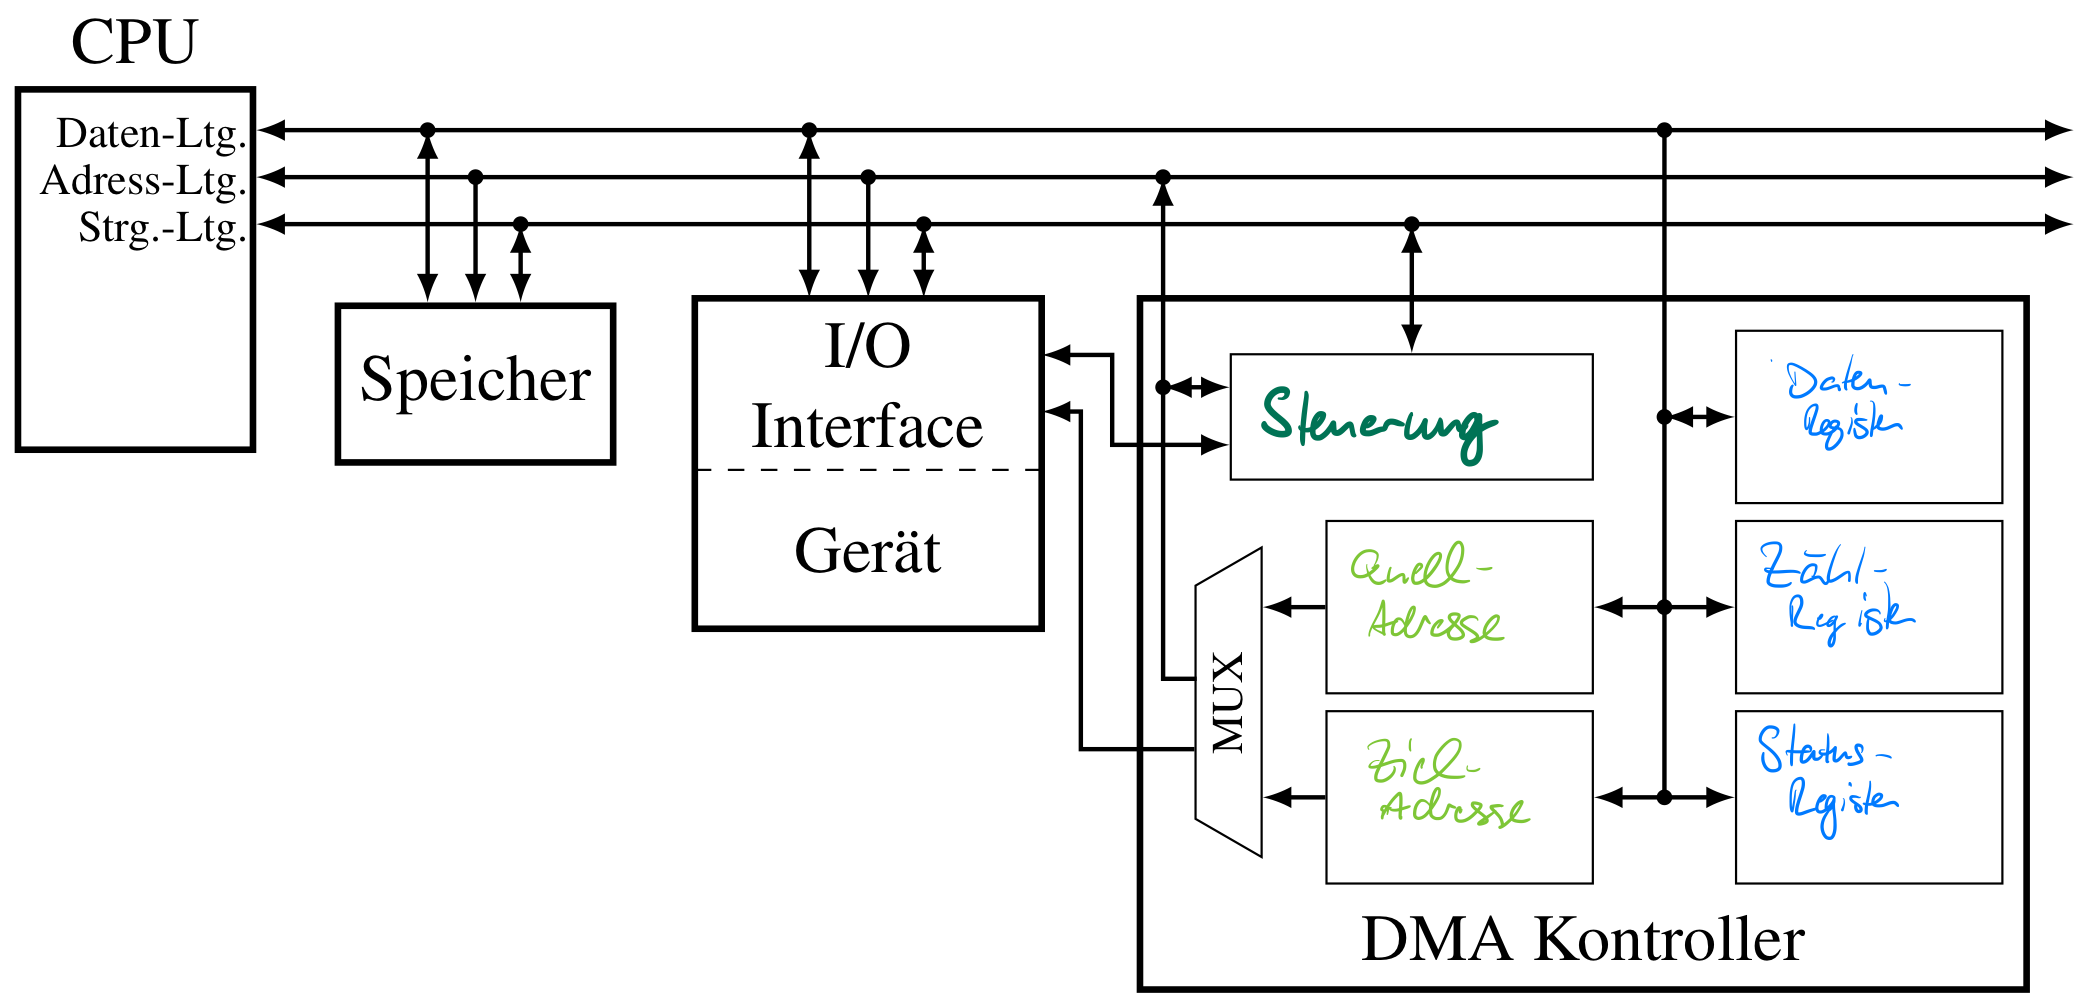 CPU
Daten-Ltg.
Adress-Ltg.
Strg.-Ltg.
Speicher
I/O
Interface
Gerät
Steuerung
Daten-
Register
Quell-
Adresse
Zähl-
Register
MUX
Ziel-
Adresse
Status-
Register
DMA Kontroller